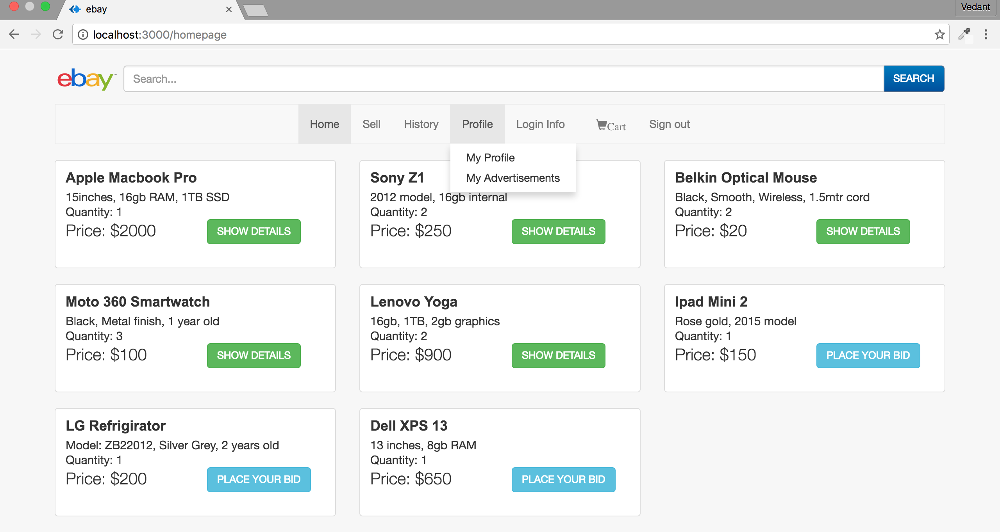 ebay
Vedant
localhost:3000/homepage
ebay™
Search...
SEARCH
Home
Sell
History
Profile
Login Info
Cart
Sign out
My Profile
My Advertisements
Apple Macbook Pro
15inches, 16gb RAM, 1TB SSD
Quantity: 1
Price: $2000
SHOW DETAILS
Sony Z1
2012 model, 16gb internal
Quantity: 2
Price: $250
SHOW DETAILS
Belkin Optical Mouse
Black, Smooth, Wireless, 1.5mtr cord
Quantity: 2
Price: $20
SHOW DETAILS
Moto 360 Smartwatch
Black, Metal finish, 1 year old
Quantity: 3
Price: $100
SHOW DETAILS
Lenovo Yoga
16gb, 1TB, 2gb graphics
Quantity: 2
Price: $900
SHOW DETAILS
Ipad Mini 2
Rose gold, 2015 model
Quantity: 1
Price: $150
PLACE YOUR BID
LG Refrigirator
Model: ZB22012, Silver Grey, 2 years old
Quantity: 1
Price: $200
PLACE YOUR BID
Dell XPS 13
13 inches, 8gb RAM
Quantity: 1
Price: $650
PLACE YOUR BID